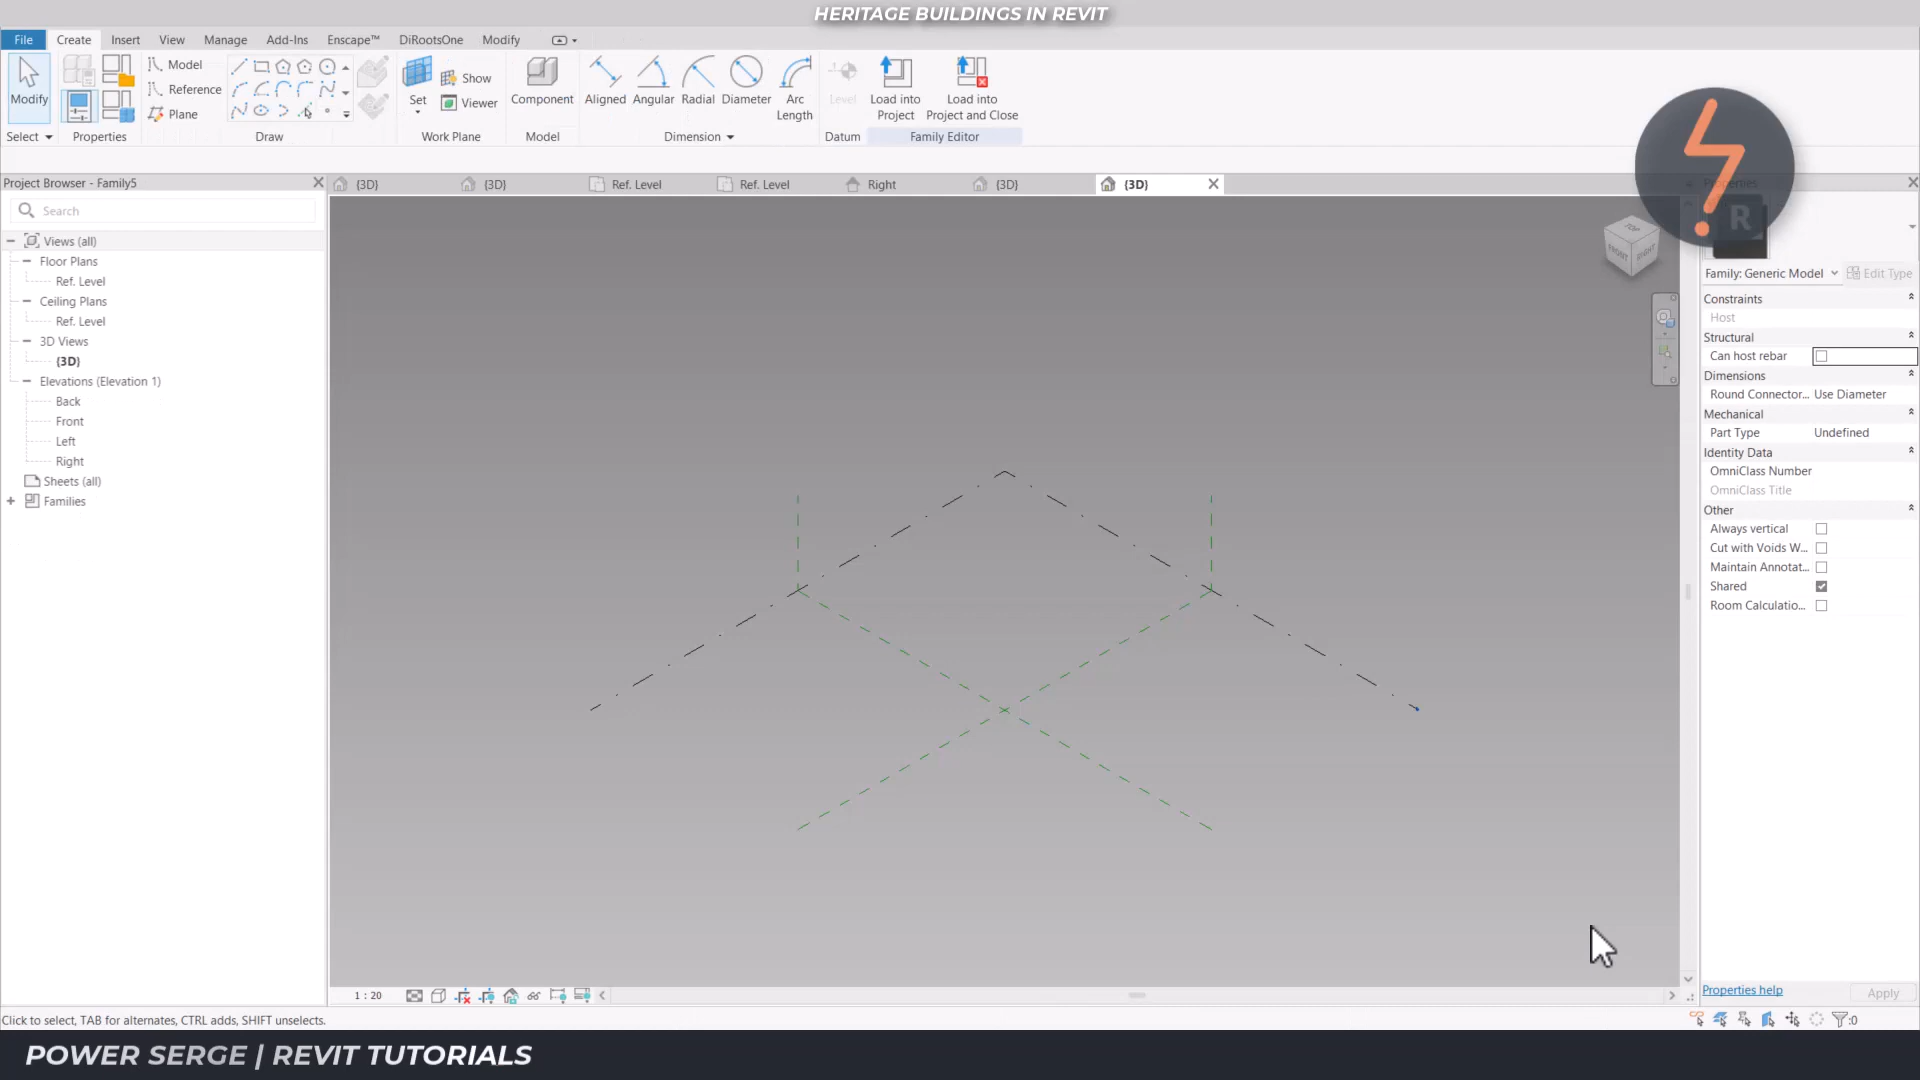 HERITAGE BUILDINGS IN REVIT
File Create Insert View Manage Add-Ins Enscape™ DiRootsOne Modify
Modify
Model
Reference
Plane
Set
Show
Viewer
Component
Aligned Angular Radial Diameter Arc Length
Level
Load into Project
Load into Project and Close
Select Properties Draw Work Plane Model Dimension Datum Family Editor
Project Browser - Family5
{3D} {3D} Ref. Level Ref. Level Right {3D} {3D}
Properties
Search
R
TOP
FRONT RIGHT
Views (all)
Floor Plans
Ref. Level
Ceiling Plans
Ref. Level
3D Views
{3D}
Elevations (Elevation 1)
Back
Front
Left
Right
Sheets (all)
Families
Family: Generic Model Edit Type
Constraints
Host
Structural
Can host rebar
Dimensions
Round Connector... Use Diameter
Mechanical
Part Type Undefined
Identity Data
OmniClass Number
OmniClass Title
Other
Always vertical
Cut with Voids W...
Maintain Annotat...
Shared
Room Calculatio...
Properties help Apply
1 : 20
Click to select, TAB for alternates, CTRL adds, SHIFT unselects.
:0
POWER SERGE | REVIT TUTORIALS